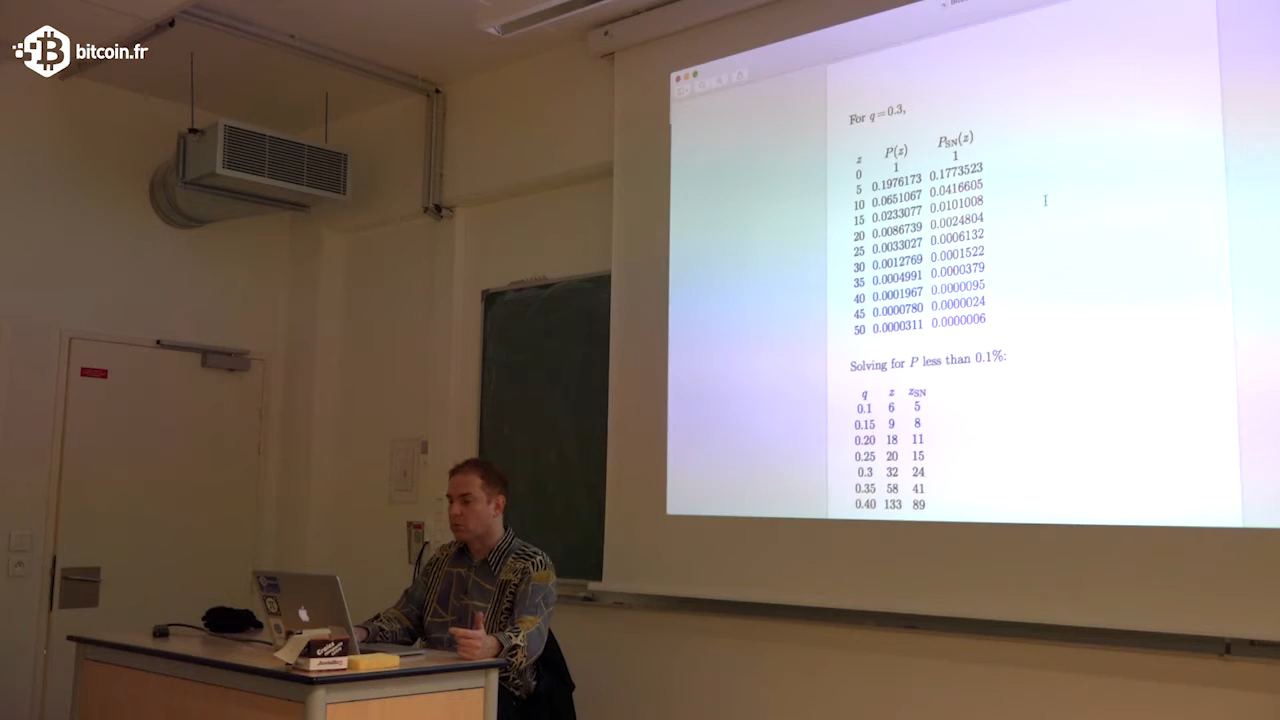 bitcoin.fr
For q = 0.3,
z P(z) P_SN(z)
0 1 1
5 0.1976173 0.1773523
10 0.0651067 0.0416605
15 0.0233077 0.0101008
20 0.0086739 0.0024804
25 0.0033027 0.0006132
30 0.0012769 0.0001522
35 0.0004991 0.0000379
40 0.0001967 0.0000095
45 0.0000780 0.0000024
50 0.0000311 0.0000006
Solving for P less than 0.1%:
q z z_SN
0.1 6 5
0.15 9 8
0.20 18 11
0.25 20 15
0.3 32 24
0.35 58 41
0.40 133 89